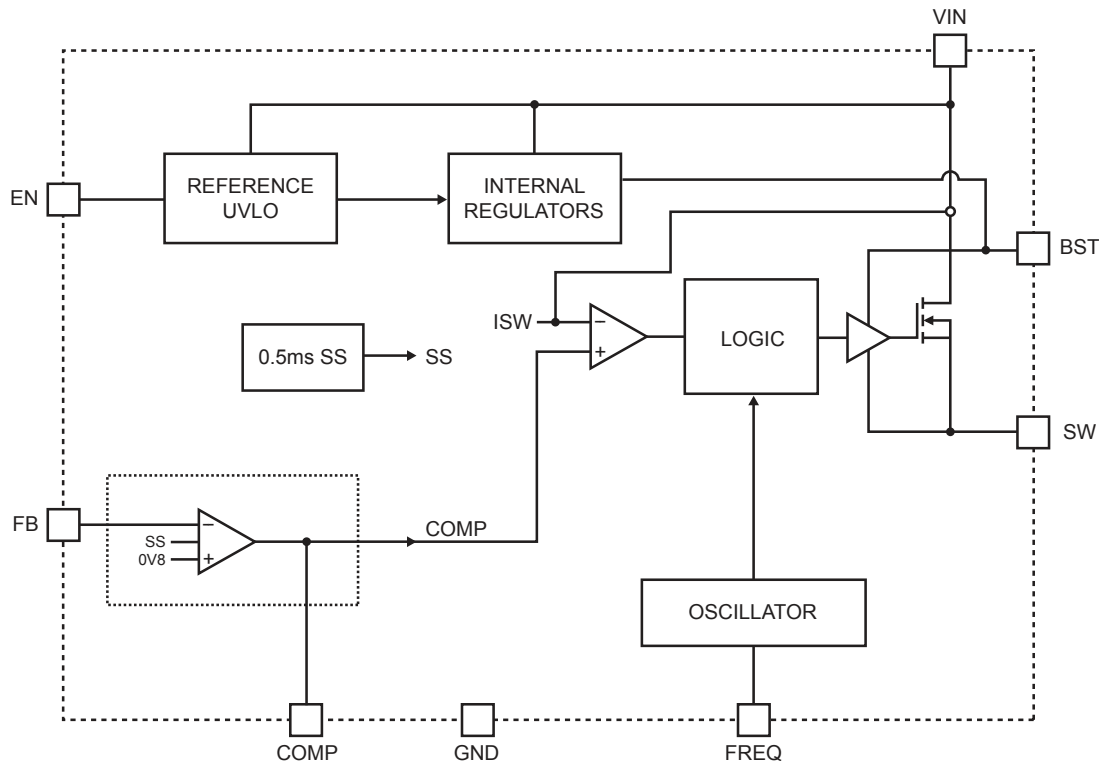 VIN
EN
REFERENCE
UVLO
INTERNAL
REGULATORS
BST
ISW
−
+
LOGIC
0.5ms SS
SS
SW
FB
−
SS
0V8
+
COMP
OSCILLATOR
COMP
GND
FREQ